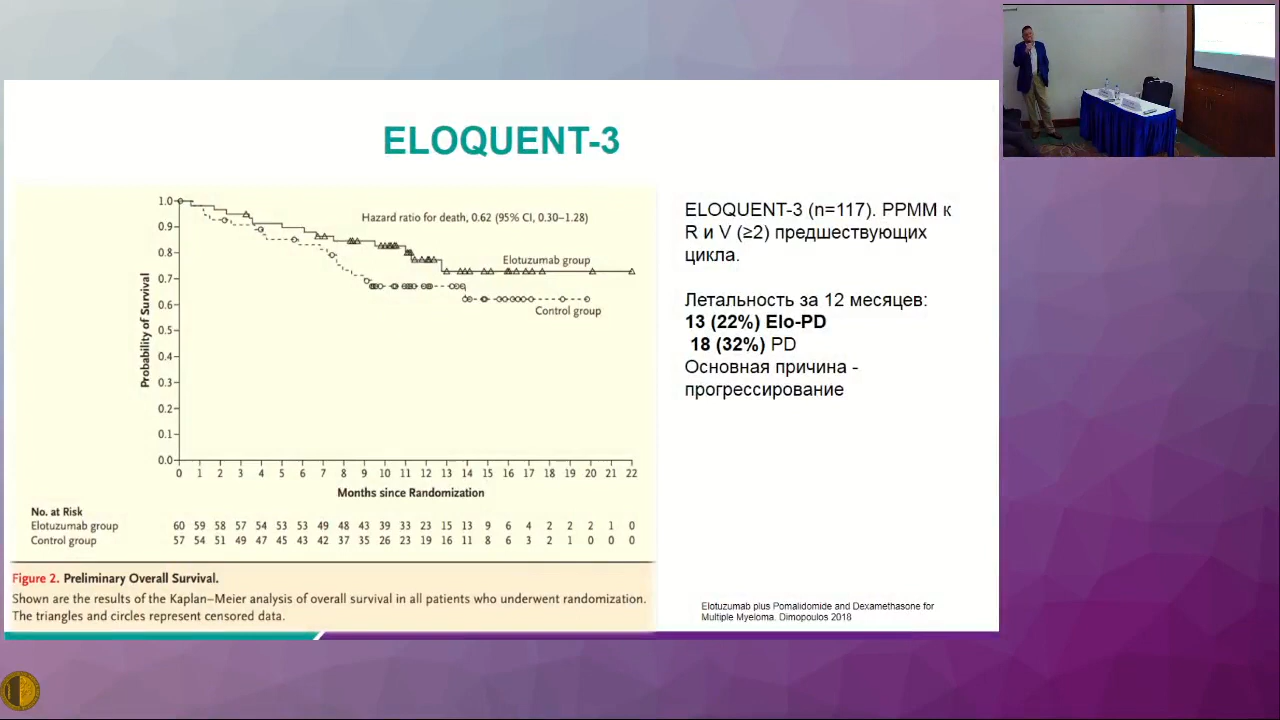 ELOQUENT-3
1.0
0.9
0.8
0.7
0.6
0.5
0.4
0.3
0.2
0.1
0.0
Probability of Survival
Hazard ratio for death, 0.62 (95% CI, 0.30–1.28)
Elotuzumab group
Control group
0 1 2 3 4 5 6 7 8 9 10 11 12 13 14 15 16 17 18 19 20 21 22
Months since Randomization
No. at Risk
Elotuzumab group 60 59 58 57 54 53 53 49 48 43 39 33 23 15 13 9 6 4 2 2 2 1 0
Control group 57 54 51 49 47 45 43 42 37 35 26 23 19 16 11 8 6 3 2 1 0 0 0
Figure 2. Preliminary Overall Survival.
Shown are the results of the Kaplan–Meier analysis of overall survival in all patients who underwent randomization.
The triangles and circles represent censored data.
ELOQUENT-3 (n=117). РРММ к
R и V (≥2) предшествующих
цикла.
Летальность за 12 месяцев:
13 (22%) Elo-PD
18 (32%) PD
Основная причина -
прогрессирование
Elotuzumab plus Pomalidomide and Dexamethasone for
Multiple Myeloma. Dimopoulos 2018